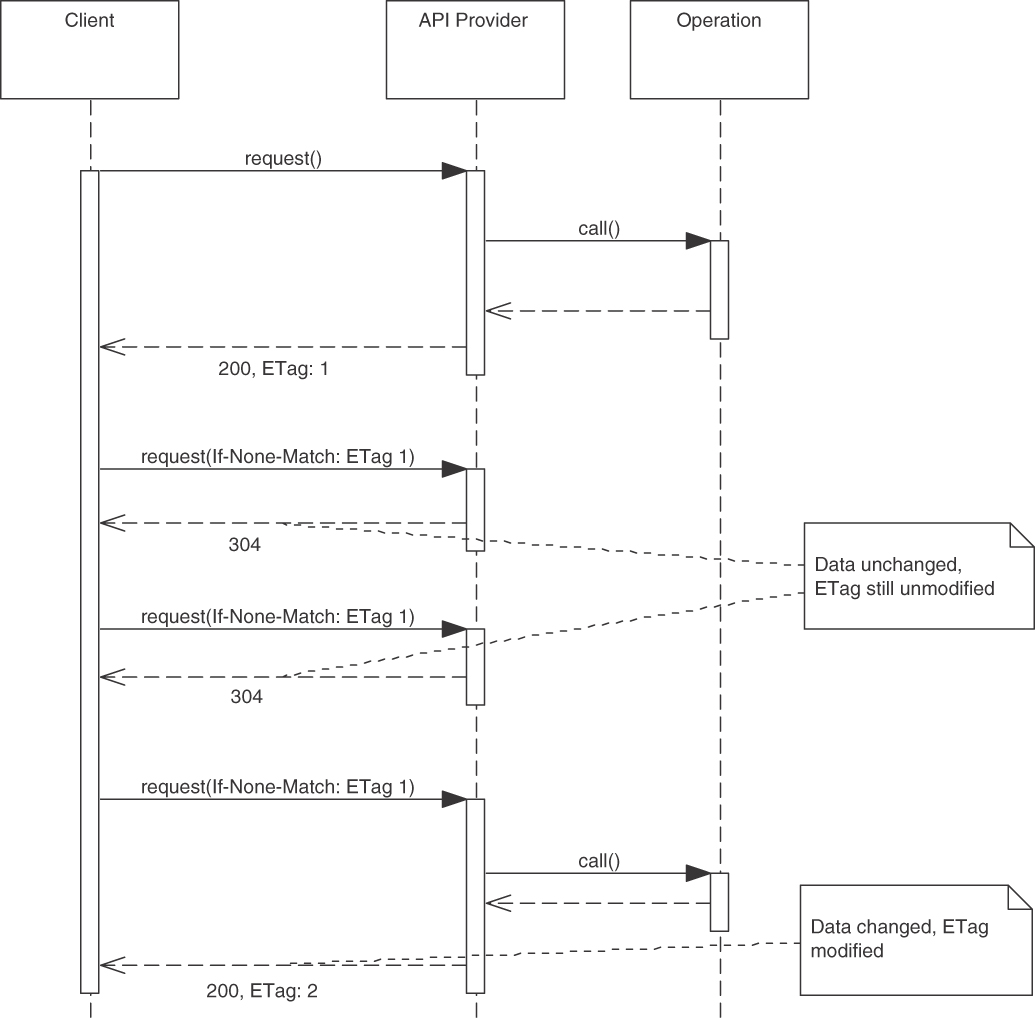 Client
API Provider
Operation
request()
call()
200, ETag: 1
request(If-None-Match: ETag 1)
304
Data unchanged,
ETag still unmodified
request(If-None-Match: ETag 1)
304
request(If-None-Match: ETag 1)
call()
Data changed, ETag
modified
200, ETag: 2